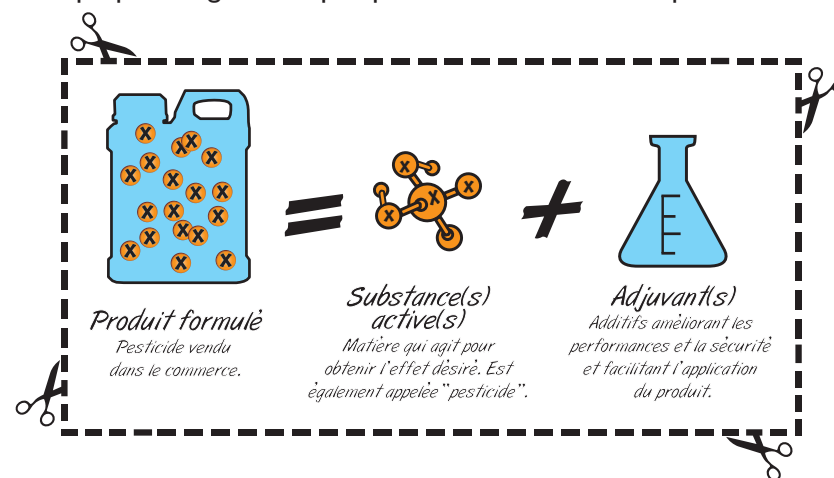 Produit formulé
Pesticide vendu
dans le commerce.
Substance(s)
active(s)
Matière qui agit pour
obtenir l'effet désiré. Est
également appelée "pesticide".
Adjuvant(s)
Additifs améliorant les
performances et la sécurité
et facilitant l'application
du produit.